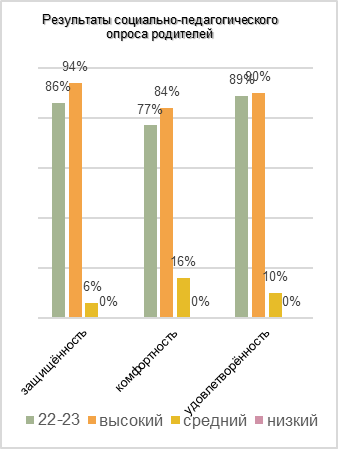 Результаты социально-педагогического
опроса родителей
86%
94%
6%
0%
77%
84%
16%
0%
89%
90%
10%
0%
защищённость
комфортность
удовлетворённость
22-23 высокий средний низкий